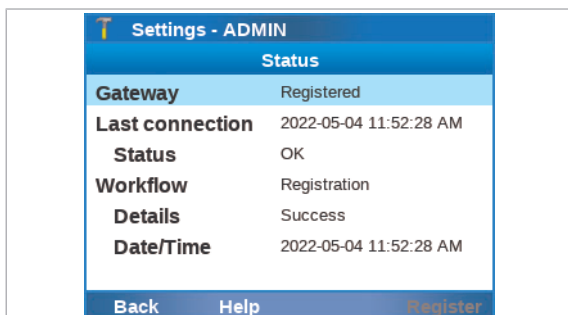 Settings - ADMIN
Status
Gateway Registered
Last connection 2022-05-04 11:52:28 AM
Status OK
Workflow Registration
Details Success
Date/Time 2022-05-04 11:52:28 AM
Back Help Register